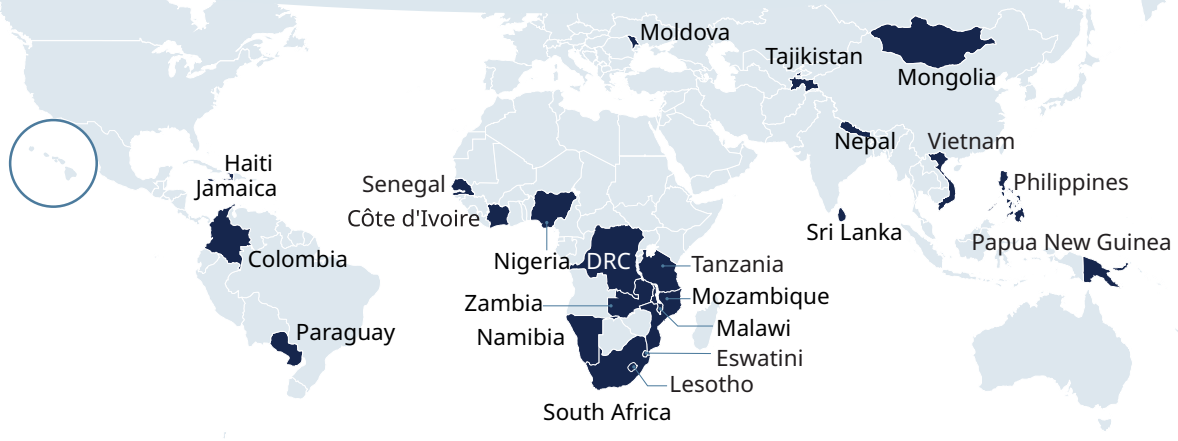 Moldova
Tajikistan
Mongolia
Nepal
Vietnam
Haiti
Jamaica
Senegal
Philippines
Côte d'Ivoire
Sri Lanka
Papua New Guinea
Colombia
Nigeria
DRC
Tanzania
Zambia
Mozambique
Paraguay
Namibia
Malawi
Eswatini
Lesotho
South Africa